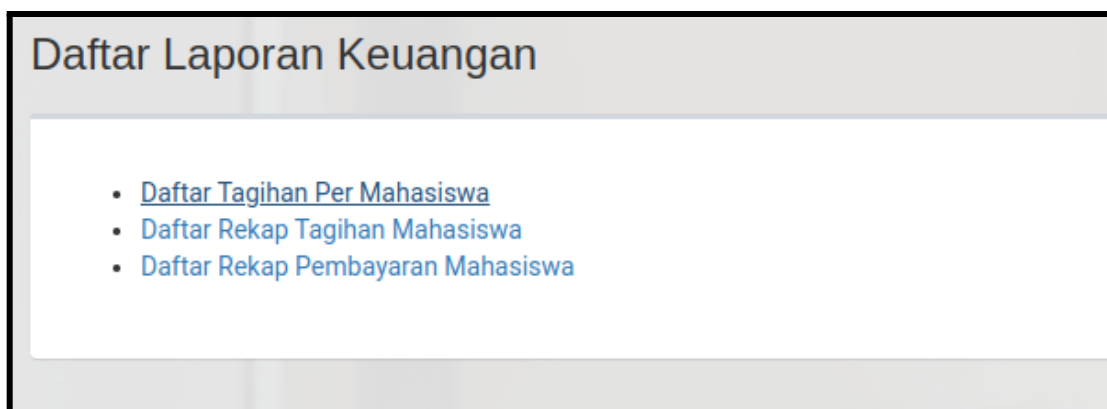 Daftar Laporan Keuangan
Daftar Tagihan Per Mahasiswa
Daftar Rekap Tagihan Mahasiswa
Daftar Rekap Pembayaran Mahasiswa